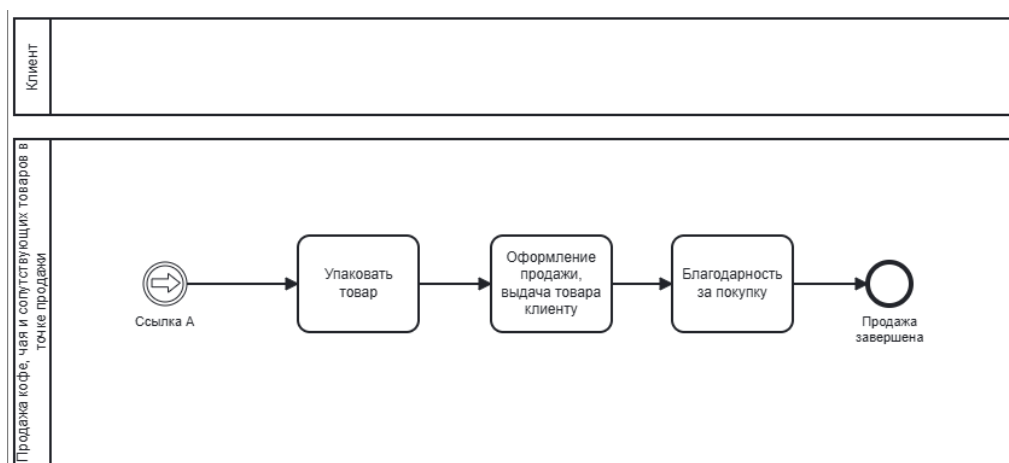 Клиент
Продажа кофе, чая и сопутствующих товаров в
точке продажи
Ссылка А
Упаковать
товар
Оформление
продажи,
выдача товара
клиенту
Благодарность
за покупку
Продажа
завершена